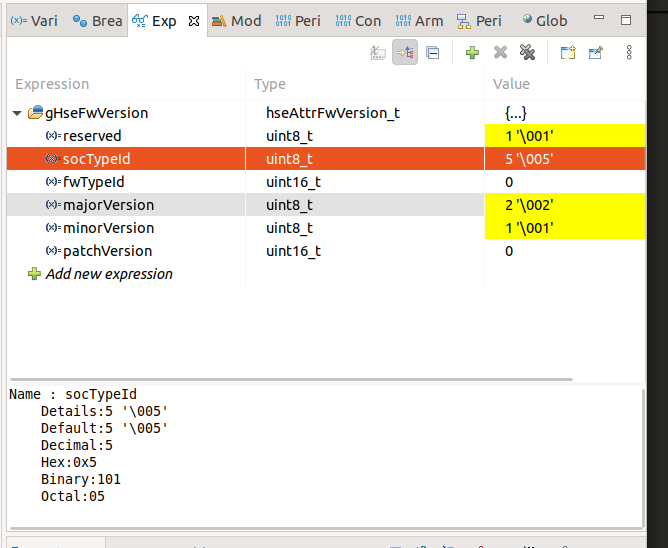 (x)= Vari Brea Exp Mod Peri Con Arm Peri Glob
Expression Type Value
gHseFwVersion hseAttrFwVersion_t {...}
(x)= reserved uint8_t 1 '\001'
(x)= socTypeId uint8_t 5 '\005'
(x)= fwTypeId uint16_t 0
(x)= majorVersion uint8_t 2 '\002'
(x)= minorVersion uint8_t 1 '\001'
(x)= patchVersion uint16_t 0
Add new expression
Name : socTypeId
Details:5 '\005'
Default:5 '\005'
Decimal:5
Hex:0x5
Binary:101
Octal:05